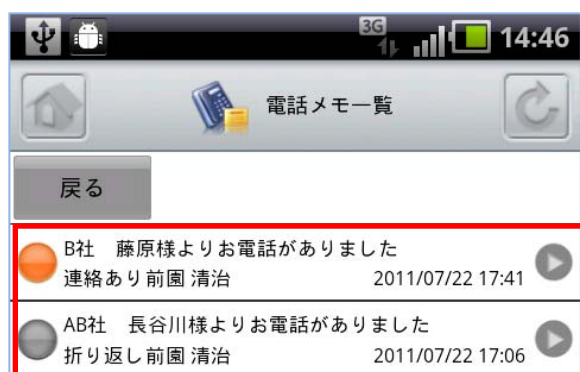 3G
14:46
電話メモ一覧
戻る
B社　藤原様よりお電話がありました
連絡あり前園 清治 2011/07/22 17:41
AB社　長谷川様よりお電話がありました
折り返し前園 清治 2011/07/22 17:06